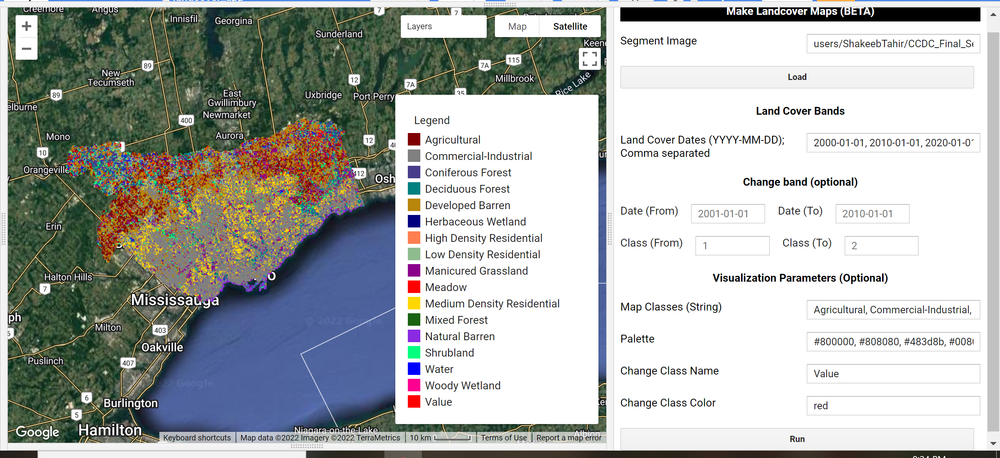 landcover_app
Creemore
Angus
Innisfil
Georgina
7
7
Sunderland
Layers
Map
Satellite
89
115
7A
Millbrook
New
Tecumseth
12
7A
Rice Lake
89
East
Gwillimbury
Uxbridge
Port Perry
35
elburne
Newmarket
400
Mono
Aurora
12
10
Orangeville
412
Osh
Erin
Halton Hills
7
Mississauga
ph
Milton
403
Oakville
Puslinch
407
6
Burlington
5
Hamilton
Niagara-on-the-Lake
Albion
© 2022 Google
Google
Keyboard shortcuts
Map data ©2022 Imagery ©2022 TerraMetrics
10 km
Terms of Use
Report a map error
Legend
Agricultural
Commercial-Industrial
Coniferous Forest
Deciduous Forest
Developed Barren
Herbaceous Wetland
High Density Residential
Low Density Residential
Manicured Grassland
Meadow
Medium Density Residential
Mixed Forest
Natural Barren
Shrubland
Water
Woody Wetland
Value
Make Landcover Maps (BETA)
Segment Image
users/ShakeebTahir/CCDC_Final_Se
Load
Land Cover Bands
Land Cover Dates (YYYY-MM-DD);
Comma separated
2000-01-01, 2010-01-01, 2020-01-01
Change band (optional)
Date (From)
2001-01-01
Date (To)
2010-01-01
Class (From)
1
Class (To)
2
Visualization Parameters (Optional)
Map Classes (String)
Agricultural, Commercial-Industrial,
Palette
#800000, #808080, #483d8b, #008
Change Class Name
Value
Change Class Color
red
Run